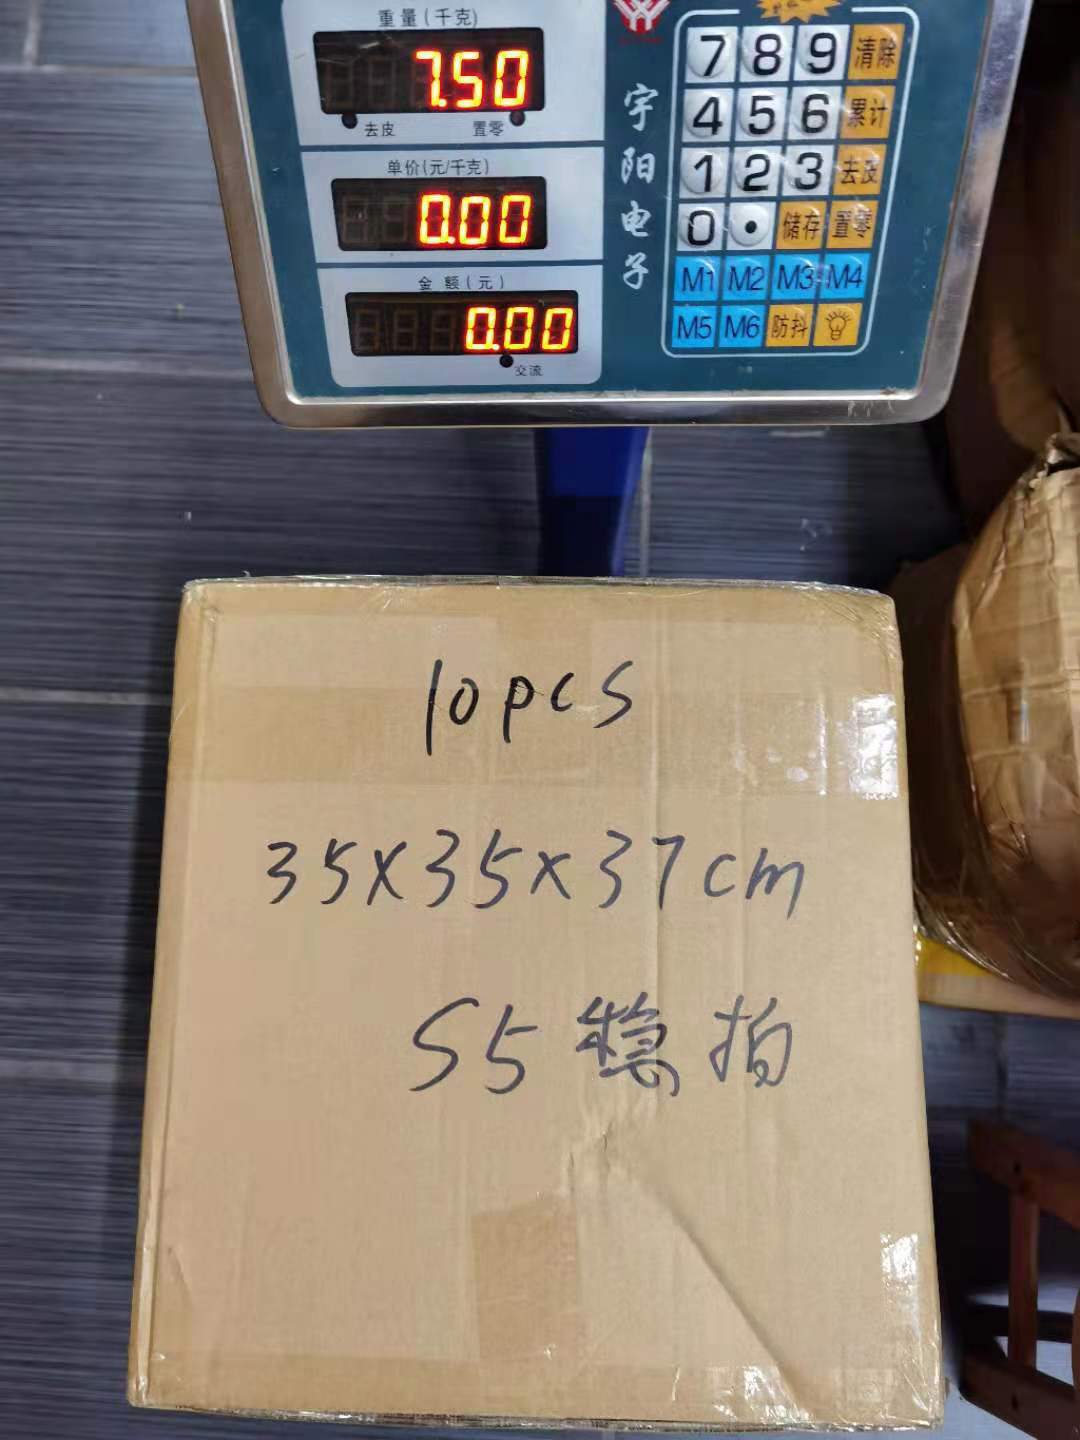 重量(千克)
7.50
去皮 置零
单价(元/千克)
0.00
金额(元)
0.00
交流
宇阳电子
7 8 9 清除
4 5 6 累计
1 2 3 去皮
0 • 储存 置零
M1 M2 M3 M4
M5 M6 防抖
10pcs
35x35x37cm
S5稳拍